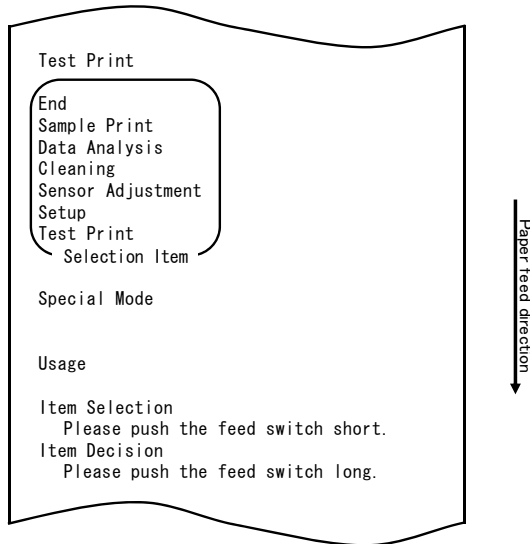 Test Print
End
Sample Print
Data Analysis
Cleaning
Sensor Adjustment
Setup
Test Print
Selection Item
Special Mode
Usage
Item Selection
Please push the feed switch short.
Item Decision
Please push the feed switch long.
Paper feed direction